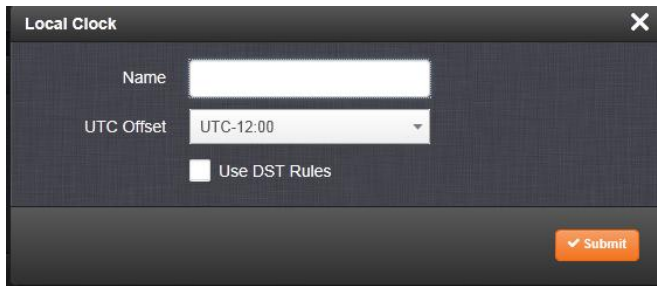 Local Clock
Name
UTC Offset UTC-12:00
Use DST Rules
Submit